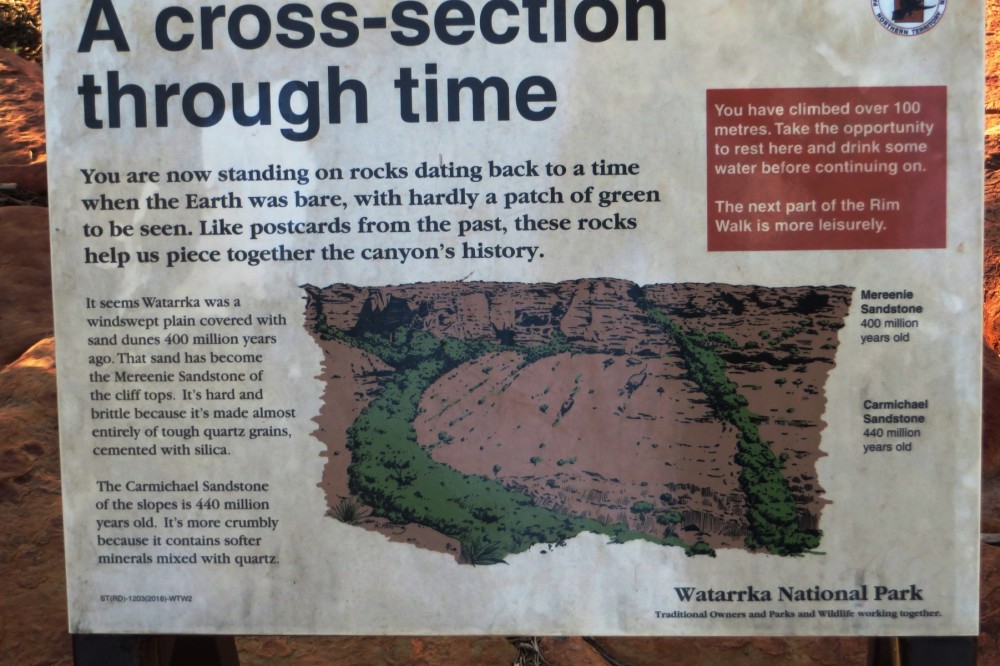 A cross-section
through time
You have climbed over 100
metres. Take the opportunity
to rest here and drink some
water before continuing on.
The next part of the Rim
Walk is more leisurely.
You are now standing on rocks dating back to a time
when the Earth was bare, with hardly a patch of green
to be seen. Like postcards from the past, these rocks
help us piece together the canyon's history.
It seems Watarrka was a
windswept plain covered with
sand dunes 400 million years
ago. That sand has become
the Mereenie Sandstone of
the cliff tops. It's hard and
brittle because it's made almost
entirely of tough quartz grains,
cemented with silica.
The Carmichael Sandstone
of the slopes is 440 million
years old. It's more crumbly
because it contains softer
minerals mixed with quartz.
Mereenie
Sandstone
400 million
years old
Carmichael
Sandstone
440 million
years old
ST(RD)-1203(2016)-WTW2
Watarrka National Park
Traditional Owners and Parks and Wildlife working together.
NORTHERN TERRITORY